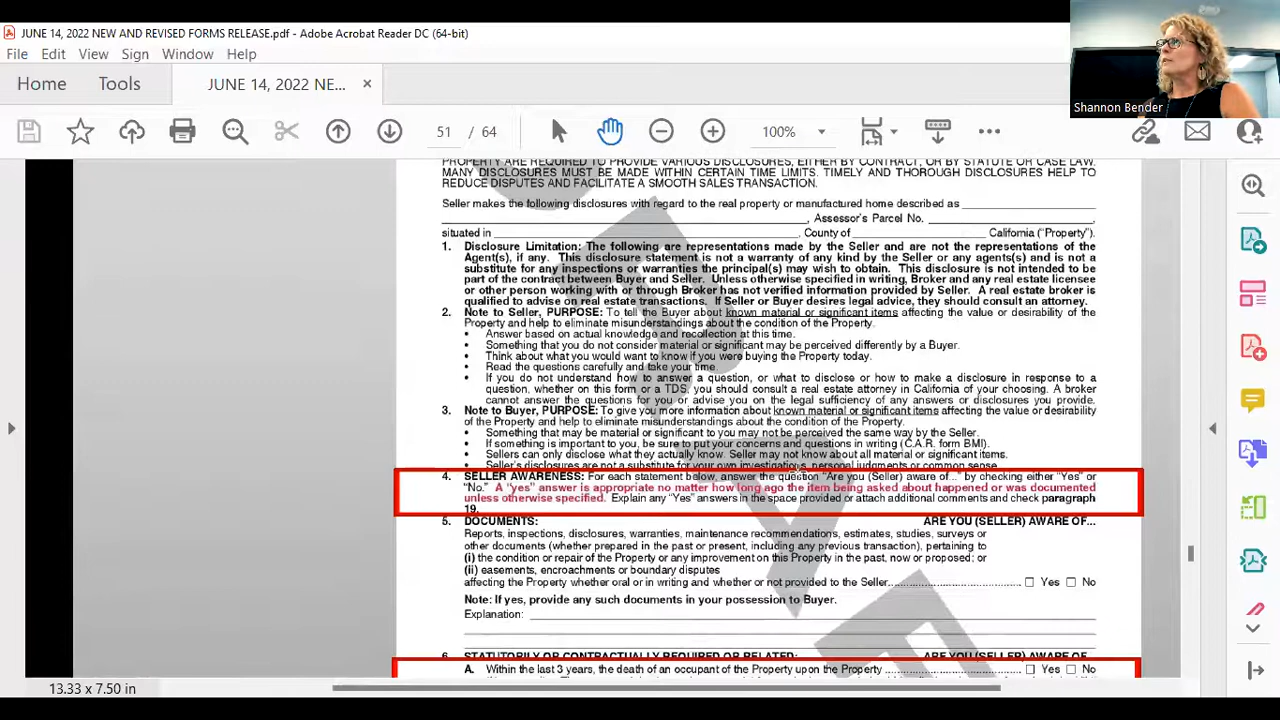 JUNE 14, 2022 NEW AND REVISED FORMS RELEASE.pdf - Adobe Acrobat Reader DC (64-bit)
File Edit View Sign Window Help
Home Tools JUNE 14, 2022 NE... ×
51 / 64 100%
Shannon Bender
PROPERTY ARE REQUIRED TO PROVIDE VARIOUS DISCLOSURES, EITHER BY CONTRACT, OR BY STATUTE OR CASE LAW.
MANY DISCLOSURES MUST BE MADE WITHIN CERTAIN TIME LIMITS. TIMELY AND THOROUGH DISCLOSURES HELP TO
REDUCE DISPUTES AND FACILITATE A SMOOTH SALES TRANSACTION.
Seller makes the following disclosures with regard to the real property or manufactured home described as
, Assessor's Parcel No. ,
situated in , County of California ("Property").
1. Disclosure Limitation: The following are representations made by the Seller and are not the representations of the
Agent(s), if any. This disclosure statement is not a warranty of any kind by the Seller or any agents(s) and is not a
substitute for any inspections or warranties the principal(s) may wish to obtain. This disclosure is not intended to be
part of the contract between Buyer and Seller. Unless otherwise specified in writing, Broker and any real estate licensee
or other person working with or through Broker has not verified information provided by Seller. A real estate broker is
qualified to advise on real estate transactions. If Seller or Buyer desires legal advice, they should consult an attorney.
2. Note to Seller, PURPOSE: To tell the Buyer about known material or significant items affecting the value or desirability of the
Property and help to eliminate misunderstandings about the condition of the Property.
• Answer based on actual knowledge and recollection at this time.
• Something that you do not consider material or significant may be perceived differently by a Buyer.
• Think about what you would want to know if you were buying the Property today.
• Read the questions carefully and take your time.
• If you do not understand how to answer a question, or what to disclose or how to make a disclosure in response to a
question, whether on this form or a TDS, you should consult a real estate attorney in California of your choosing. A broker
cannot answer the questions for you or advise you on the legal sufficiency of any answers or disclosures you provide.
3. Note to Buyer, PURPOSE: To give you more information about known material or significant items affecting the value or desirability
of the Property and help to eliminate misunderstandings about the condition of the Property.
• Something that may be material or significant to you may not be perceived the same way by the Seller.
• If something is important to you, be sure to put your concerns and questions in writing (C.A.R. form BMI).
• Sellers can only disclose what they actually know. Seller may not know about all material or significant items.
• Seller's disclosures are not a substitute for your own investigations, personal judgments or common sense.
4. SELLER AWARENESS: For each statement below, answer the question "Are you (Seller) aware of..." by checking either "Yes" or
"No." A "yes" answer is appropriate no matter how long ago the item being asked about happened or was documented
unless otherwise specified. Explain any "Yes" answers in the space provided or attach additional comments and check paragraph
19.
5. DOCUMENTS: ARE YOU (SELLER) AWARE OF...
Reports, inspections, disclosures, warranties, maintenance recommendations, estimates, studies, surveys or
other documents (whether prepared in the past or present, including any previous transaction), pertaining to
(i) the condition or repair of the Property or any improvement on this Property in the past, now or proposed; or
(ii) easements, encroachments or boundary disputes
affecting the Property whether oral or in writing and whether or not provided to the Seller Yes No
Note: If yes, provide any such documents in your possession to Buyer.
Explanation:
6. STATUTORILY OR CONTRACTUALLY REQUIRED OR RELATED: ARE YOU (SELLER) AWARE OF...
A. Within the last 3 years, the death of an occupant of the Property upon the Property Yes No
13.33 x 7.50 in